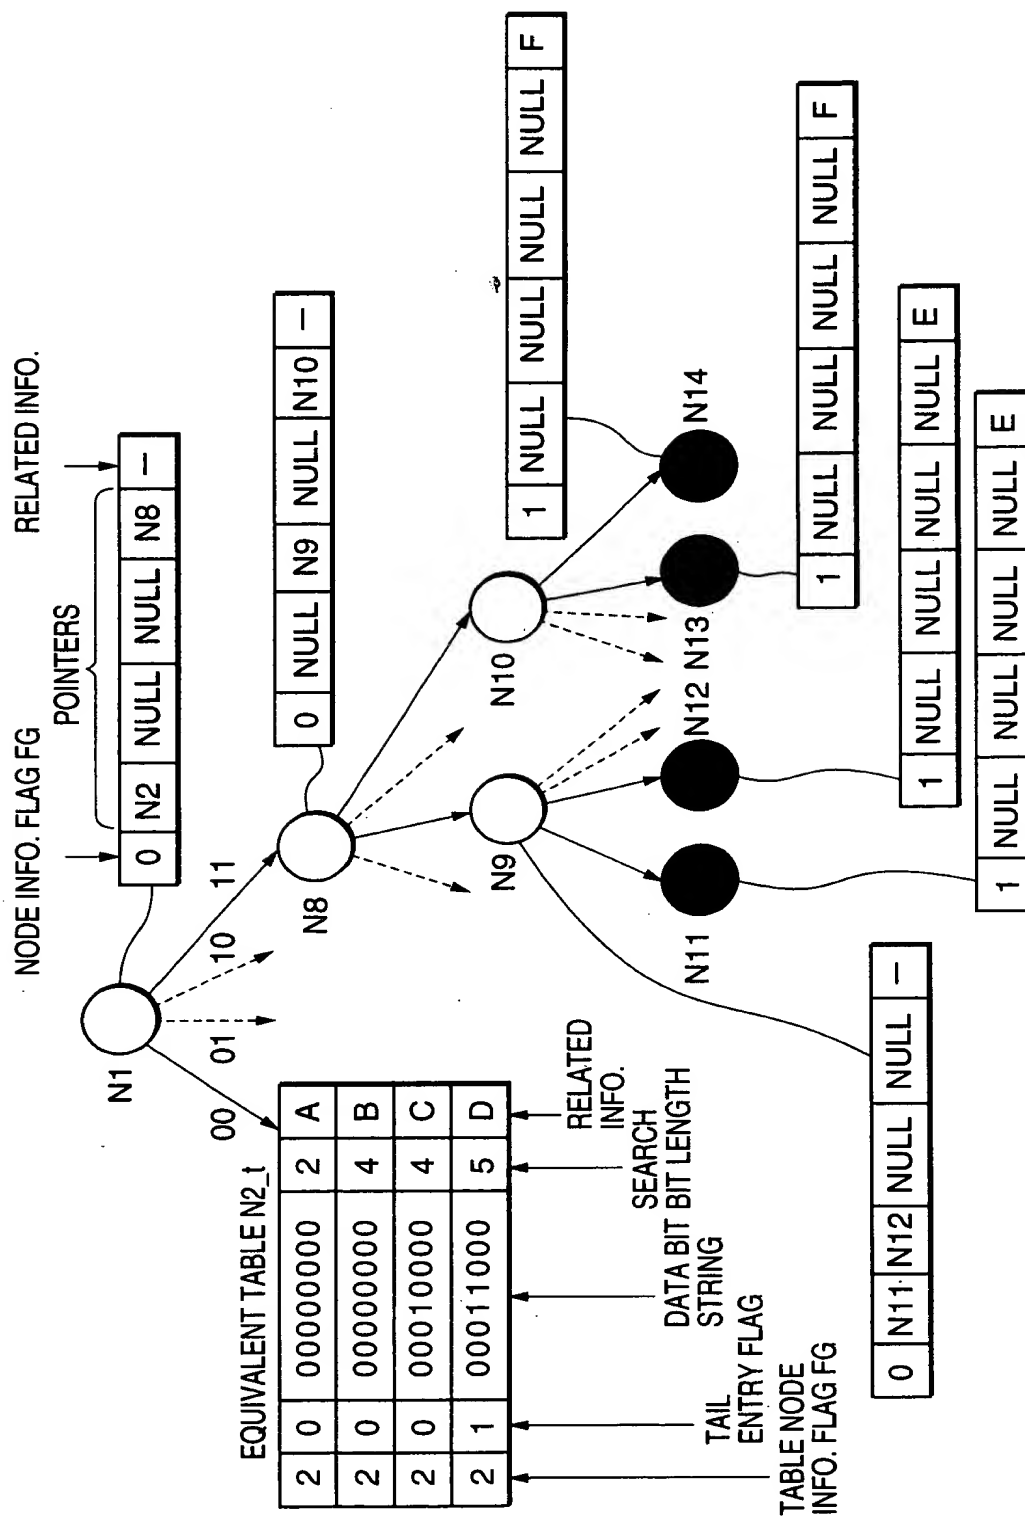 NODE INFO. FLAG FG
POINTERS
RELATED INFO.
N1
0 N2 NULL NULL N8 —
00
01
10
11
N8
0 NULL N9 NULL N10 —
EQUIVALENT TABLE N2_t
2 0 00000000 2 A
2 0 00000000 4 B
2 0 00010000 4 C
2 1 00011000 5 D
TABLE NODE
INFO. FLAG FG
TAIL
ENTRY FLAG
DATA BIT
STRING
SEARCH
BIT LENGTH
RELATED
INFO.
N9
N10
1 NULL NULL NULL NULL F
N11
N12
N13
N14
1 NULL NULL NULL NULL F
0 N11 N12 NULL NULL —
1 NULL NULL NULL NULL E
1 NULL NULL NULL NULL E